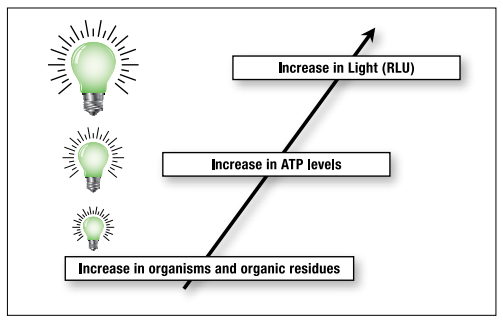 Increase in Light (RLU)
Increase in ATP levels
Increase in organisms and organic residues